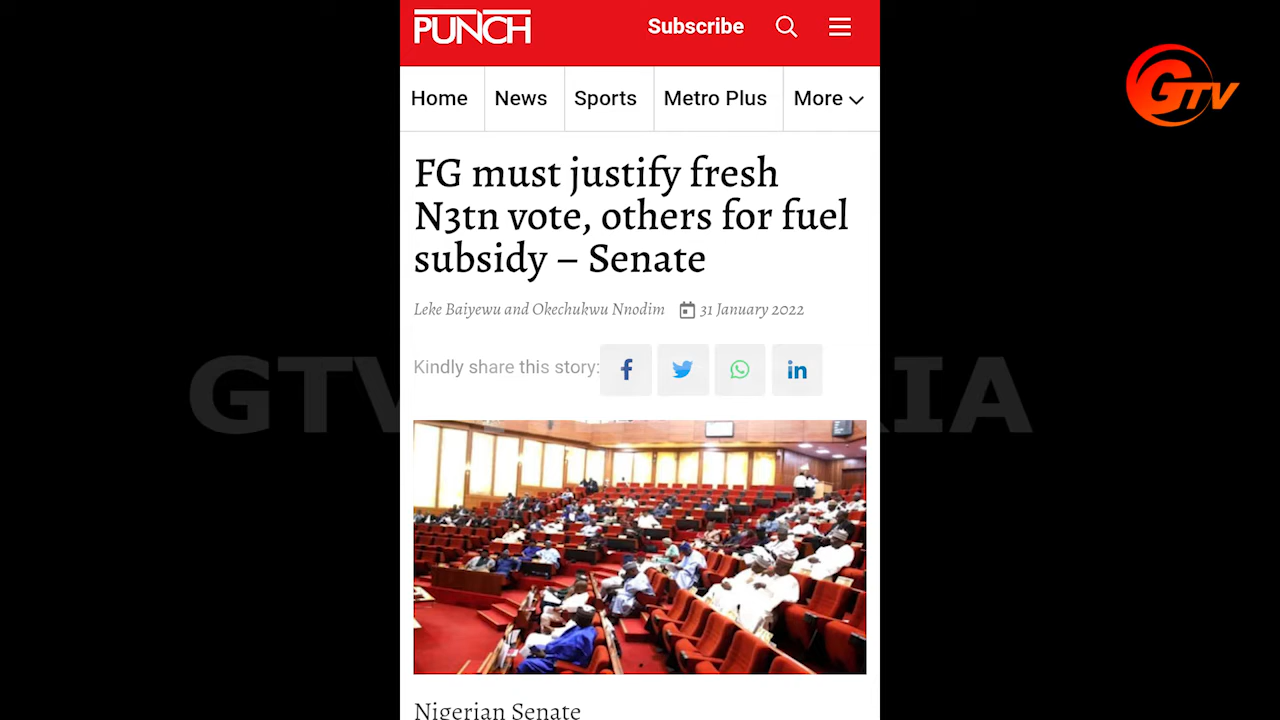 PUNCH
Subscribe
GTV
Home News Sports Metro Plus More
FG must justify fresh
N3tn vote, others for fuel
subsidy – Senate
Leke Baiyewu and Okechukwu Nnodim 31 January 2022
Kindly share this story:
Nigerian Senate